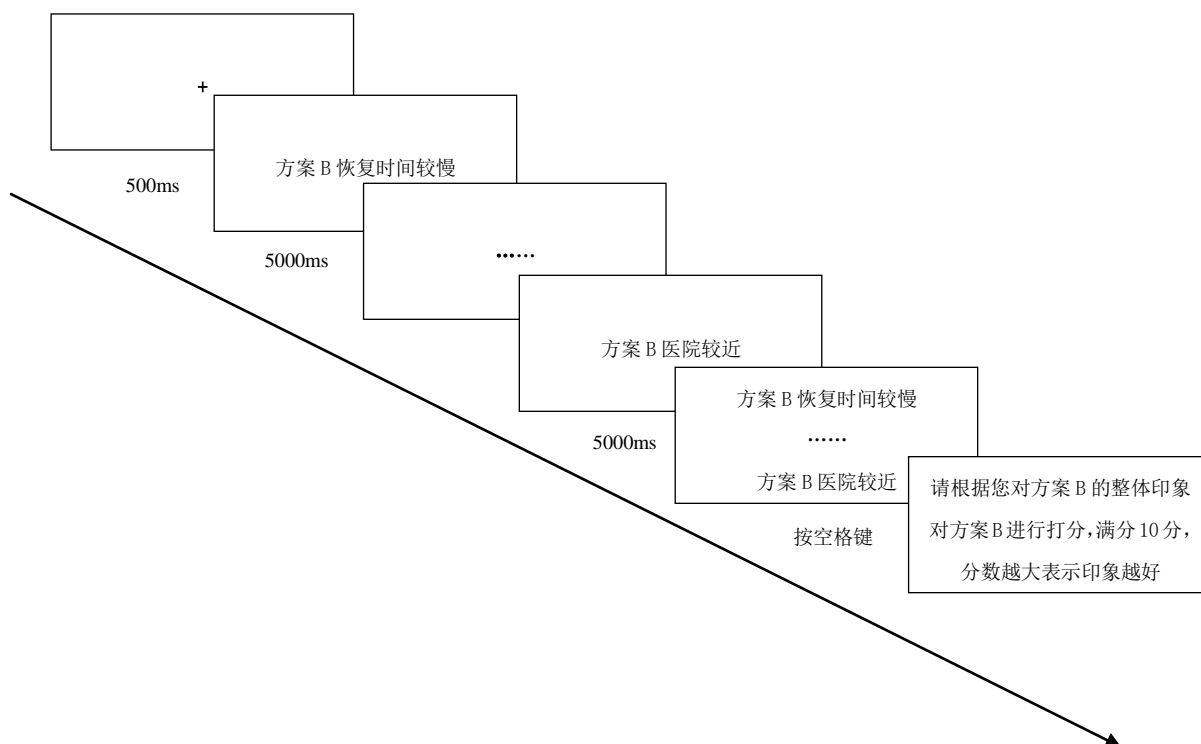 +
500ms
方案 B 恢复时间较慢
5000ms
……
方案 B 医院较近
5000ms
方案 B 恢复时间较慢
……
方案 B 医院较近
按空格键
请根据您对方案 B 的整体印象
对方案 B 进行打分,满分 10 分，
分数越大表示印象越好